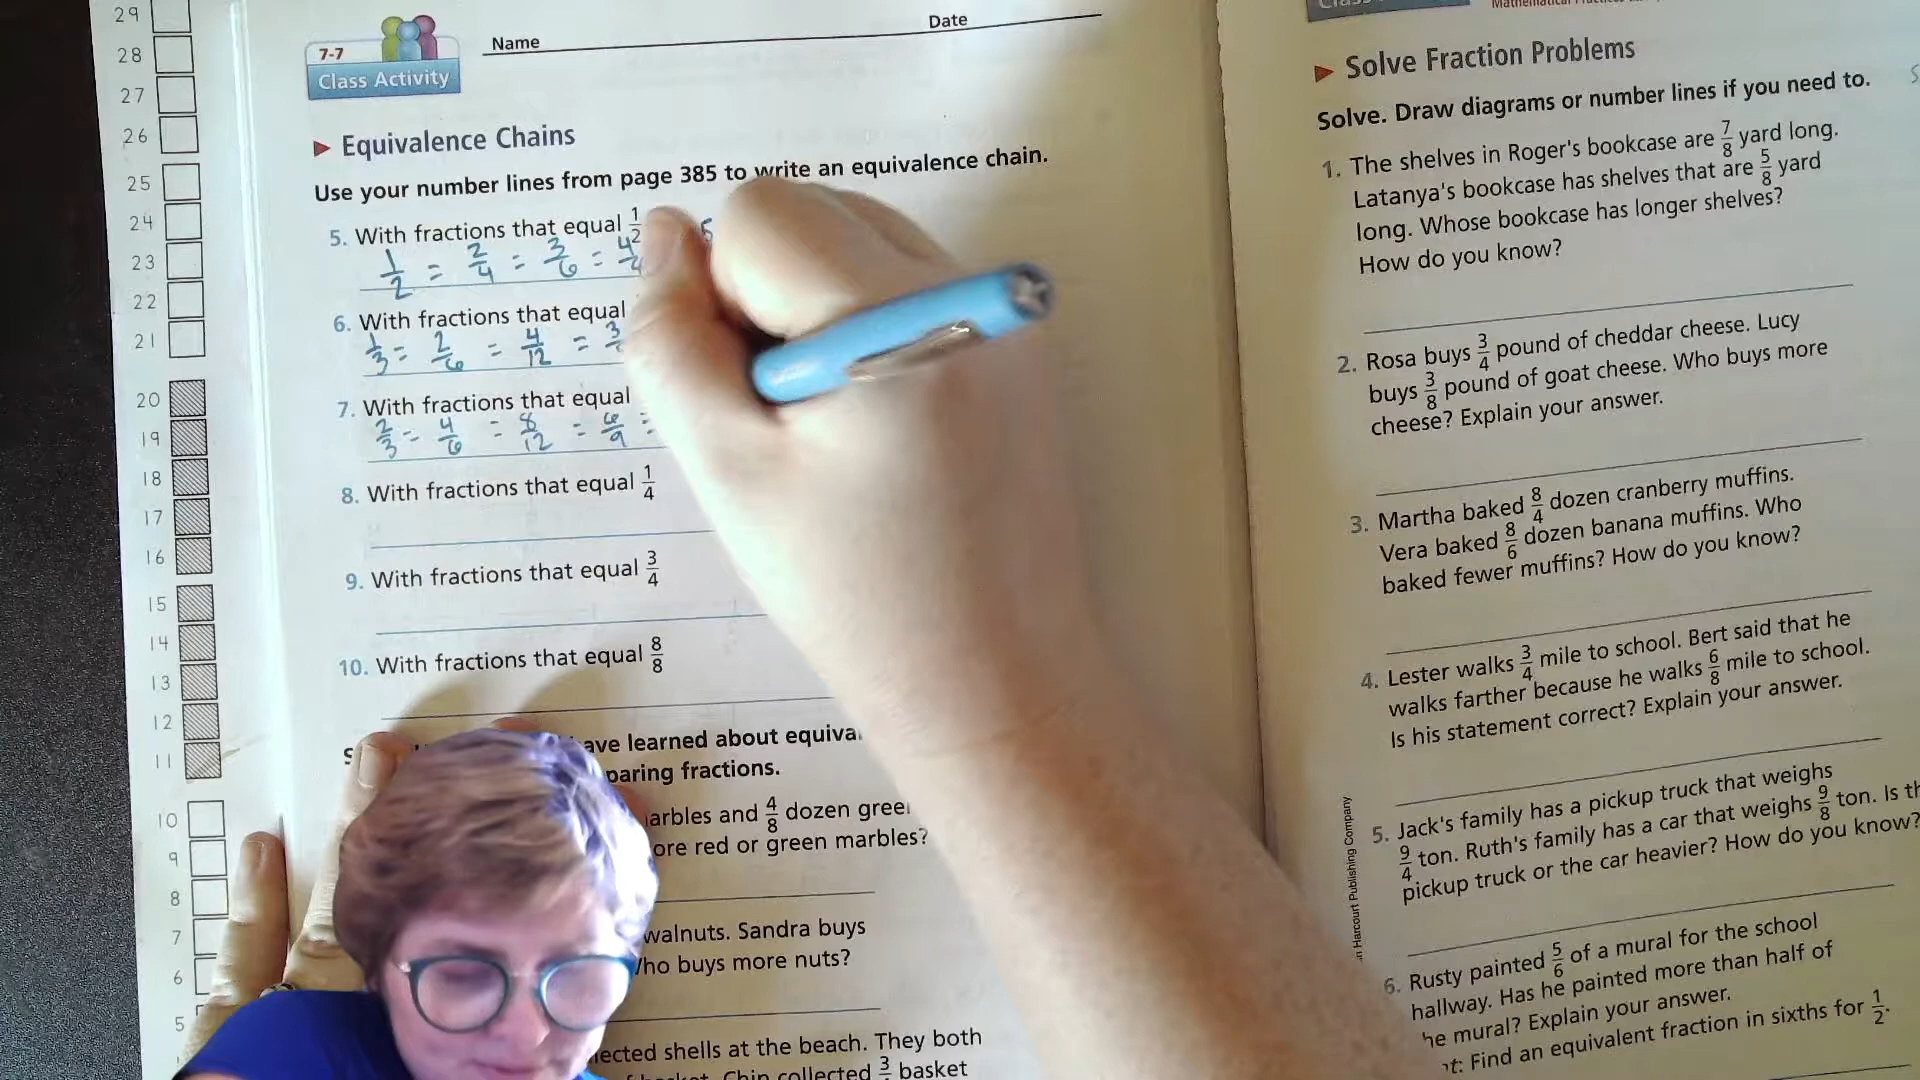 29
28
27
26
25
24
23
22
21
20
19
18
17
16
15
14
13
12
11
10
9
8
7
6
5
7-7
Class Activity
Name
Date
Equivalence Chains
Use your number lines from page 385 to write an equivalence chain.
5. With fractions that equal 1/2
1/2 = 2/4 = 3/6 = 4/
6. With fractions that equal
1/3 = 2/6 = 4/12 = 3/
7. With fractions that equal
2/3 = 4/6 = 8/12 = 6/9 =
8. With fractions that equal 1/4
9. With fractions that equal 3/4
10. With fractions that equal 8/8
learned about
fractions.
and 4/8 dozen
red or green marbles?
walnuts. Sandra buys
buys more nuts?
shells at the beach. They both
collected basket
Solve Fraction Problems
Solve. Draw diagrams or number lines if you need to.
1. The shelves in Roger's bookcase are 7/8 yard long.
Latanya's bookcase has shelves that are 5/8 yard
long. Whose bookcase has longer shelves?
How do you know?
2. Rosa buys 3/4 pound of cheddar cheese. Lucy
buys 3/8 pound of goat cheese. Who buys more
cheese? Explain your answer.
3. Martha baked 8/4 dozen cranberry muffins.
Vera baked 8/6 dozen banana muffins. Who
baked fewer muffins? How do you know?
4. Lester walks 3/4 mile to school. Bert said that he
walks farther because he walks 6/8 mile to school.
Is his statement correct? Explain your answer.
5. Jack's family has a pickup truck that weighs
9/4 ton. Ruth's family has a car that weighs 9/8 ton. Is
pickup truck or the car heavier? How do you know?
6. Rusty painted 5/6 of a mural for the school
hallway. Has he painted more than half of
mural? Explain your answer.
Find an equivalent fraction in sixths for 1/2.
Harcourt Publishing Company